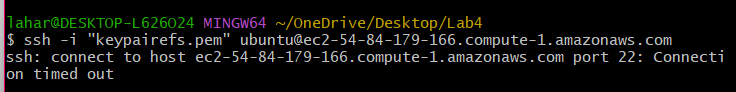 lahar@DESKTOP-L626O24 MINGW64 ~/OneDrive/Desktop/Lab4
$ ssh -i "keypairefs.pem" ubuntu@ec2-54-84-179-166.compute-1.amazonaws.com
ssh: connect to host ec2-54-84-179-166.compute-1.amazonaws.com port 22: Connecti
on timed out